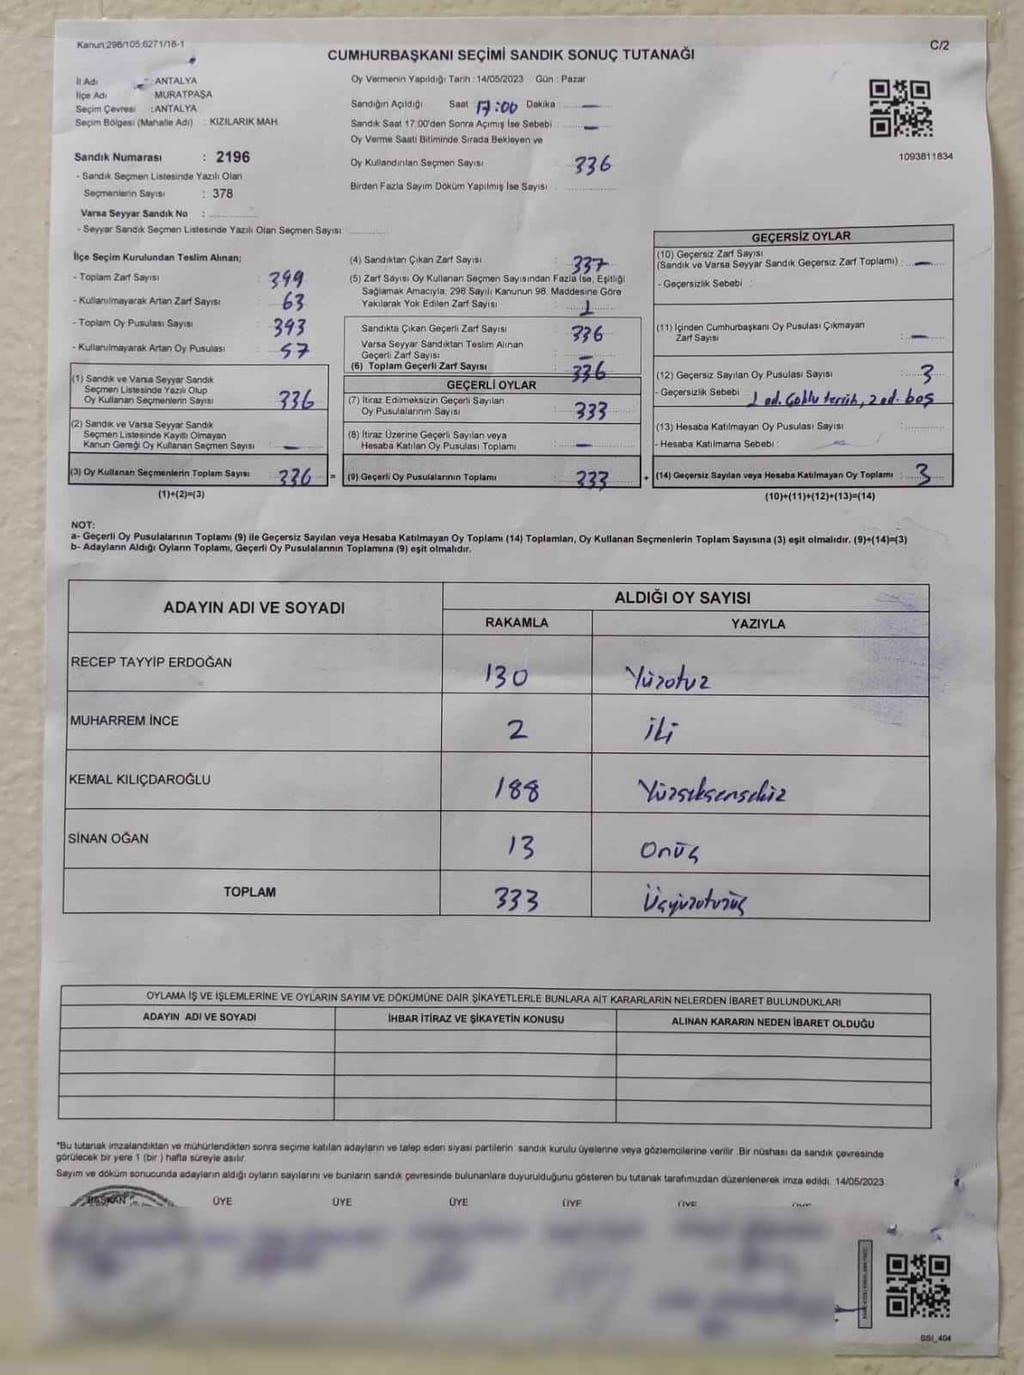 Kanun:298/105,6271/18-1
C/2
CUMHURBAŞKANI SEÇİMİ SANDIK SONUÇ TUTANAĞI
İl Adı : ANTALYA
İlçe Adı MURATPAŞA
Seçim Çevresi :ANTALYA
Seçim Bölgesi (Mahalle Adı) : KIZILARIK MAH.
Oy Vermenin Yapıldığı Tarih :14/05/2023 Gün : Pazar
Sandığın Açıldığı Saat 17:00 Dakika —
Sandık Saat 17:00'den Sonra Açımış İse Sebebi : —
Oy Verme Saati Bitiminde Sırada Bekleyen ve
Oy Kullandırılan Seçmen Sayısı 336
Birden Fazla Sayım Döküm Yapılmış İse Sayısı :
1093811834
Sandık Numarası : 2196
- Sandık Seçmen Listesinde Yazılı Olan
Seçmenlerin Sayısı : 378
Varsa Seyyar Sandık No :
- Seyyar Sandık Seçmen Listesinde Yazılı Olan Seçmen Sayısı:
İlçe Seçim Kurulundan Teslim Alınan;
- Toplam Zarf Sayısı : 399
- Kullanılmayarak Artan Zarf Sayısı : 63
- Toplam Oy Pusulası Sayısı : 393
- Kullanılmayarak Artan Oy Pusulası : 57
(1) Sandık ve Varsa Seyyar Sandık
Seçmen Listesinde Yazılı Olup
Oy Kullanan Seçmenlerin Sayısı : 336
(2) Sandık ve Varsa Seyyar Sandık
Seçmen Listesinde Kayıtlı Olmayan
Kanun Gereği Oy Kullanan Seçmen Sayısı : —
(3) Oy Kullanan Seçmenlerin Toplam Sayısı : 336 =
(1)+(2)=(3)
(4) Sandıktan Çıkan Zarf Sayısı : 337
(5) Zarf Sayısı Oy Kullanan Seçmen Sayısından Fazla İse, Eşitliği
Sağlamak Amacıyla; 298 Sayılı Kanunun 98. Maddesine Göre
Yakılarak Yok Edilen Zarf Sayısı : 1
Sandıkta Çıkan Geçerli Zarf Sayısı : 336
Varsa Seyyar Sandıktan Teslim Alınan
Geçerli Zarf Sayısı : —
(6) Toplam Geçerli Zarf Sayısı : 336
GEÇERLİ OYLAR
(7) İtiraz Edilmeksizin Geçerli Sayılan
Oy Pusulalarının Sayısı : 333
(8) İtiraz Üzerine Geçerli Sayılan veya
Hesaba Katılan Oy Pusulası Toplamı : —
(9) Geçerli Oy Pusulalarının Toplamı : 333 +
GEÇERSİZ OYLAR
(10) Geçersiz Zarf Sayısı
(Sandık ve Varsa Seyyar Sandık Geçersiz Zarf Toplamı) : —
- Geçersizlik Sebebi :
(11) İçinden Cumhurbaşkanı Oy Pusulası Çıkmayan
Zarf Sayısı : —
(12) Geçersiz Sayılan Oy Pusulası Sayısı : 3
- Geçersizlik Sebebi : 1 ad. Çoklu tercih, 2 ad. boş
(13) Hesaba Katılmayan Oy Pusulası Sayısı :
- Hesaba Katılmama Sebebi :
(14) Geçersiz Sayılan veya Hesaba Katılmayan Oy Toplamı : 3
(10)+(11)+(12)+(13)=(14)
NOT:
a- Geçerli Oy Pusulalarının Toplamı (9) ile Geçersiz Sayılan veya Hesaba Katılmayan Oy Toplamı (14) Toplamları, Oy Kullanan Seçmenlerin Toplam Sayısına (3) eşit olmalıdır. (9)+(14)=(3)
b- Adayların Aldığı Oyların Toplamı, Geçerli Oy Pusulalarının Toplamına (9) eşit olmalıdır.
ADAYIN ADI VE SOYADI ALDIĞI OY SAYISI
RAKAMLA YAZIYLA
RECEP TAYYİP ERDOĞAN 130 Yüzotuz
MUHARREM İNCE 2 iki
KEMAL KILIÇDAROĞLU 188 Yüzseksensekiz
SİNAN OĞAN 13 Onüç
TOPLAM 333 Üçyüzotuzüç
OYLAMA İŞ VE İŞLEMLERİNE VE OYLARIN SAYIM VE DÖKÜMÜNE DAİR ŞİKAYETLERLE BUNLARA AİT KARARLARIN NELERDEN İBARET BULUNDUKLARI
ADAYIN ADI VE SOYADI İHBAR İTİRAZ VE ŞİKAYETİN KONUSU ALINAN KARARIN NEDEN İBARET OLDUĞU
*Bu tutanak imzalandıktan ve mühürlendikten sonra seçime katılan adayların ve talep eden siyasi partilerin sandık kurulu üyelerine veya gözlemcilerine verilir .Bir nüshası da sandık çevresinde
görülecek bir yere 1 (bir ) hafta süreyle asılır.
Sayım ve döküm sonucunda adayların aldığı oyların sayılarını ve bunların sandık çevresinde bulunanlara duyurulduğunu gösteren bu tutanak tarafımızdan düzenlenerek imza edildi. 14/05/2023
BAŞKAN ÜYE ÜYE ÜYE ÜYE ÜYE ÜYE
SSI_404